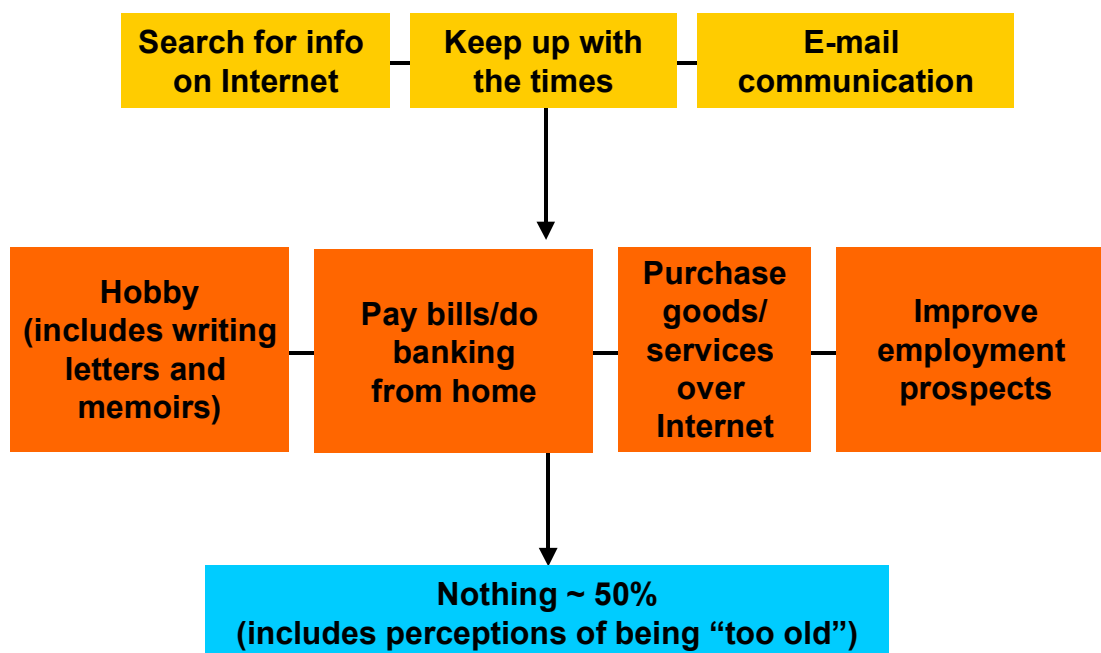 Search for info
on Internet
Keep up with
the times
E-mail
communication
Hobby
(includes writing
letters and
memoirs)
Pay bills/do
banking
from home
Purchase
goods/
services
over
Internet
Improve
employment
prospects
Nothing ~ 50%
(includes perceptions of being “too old”)